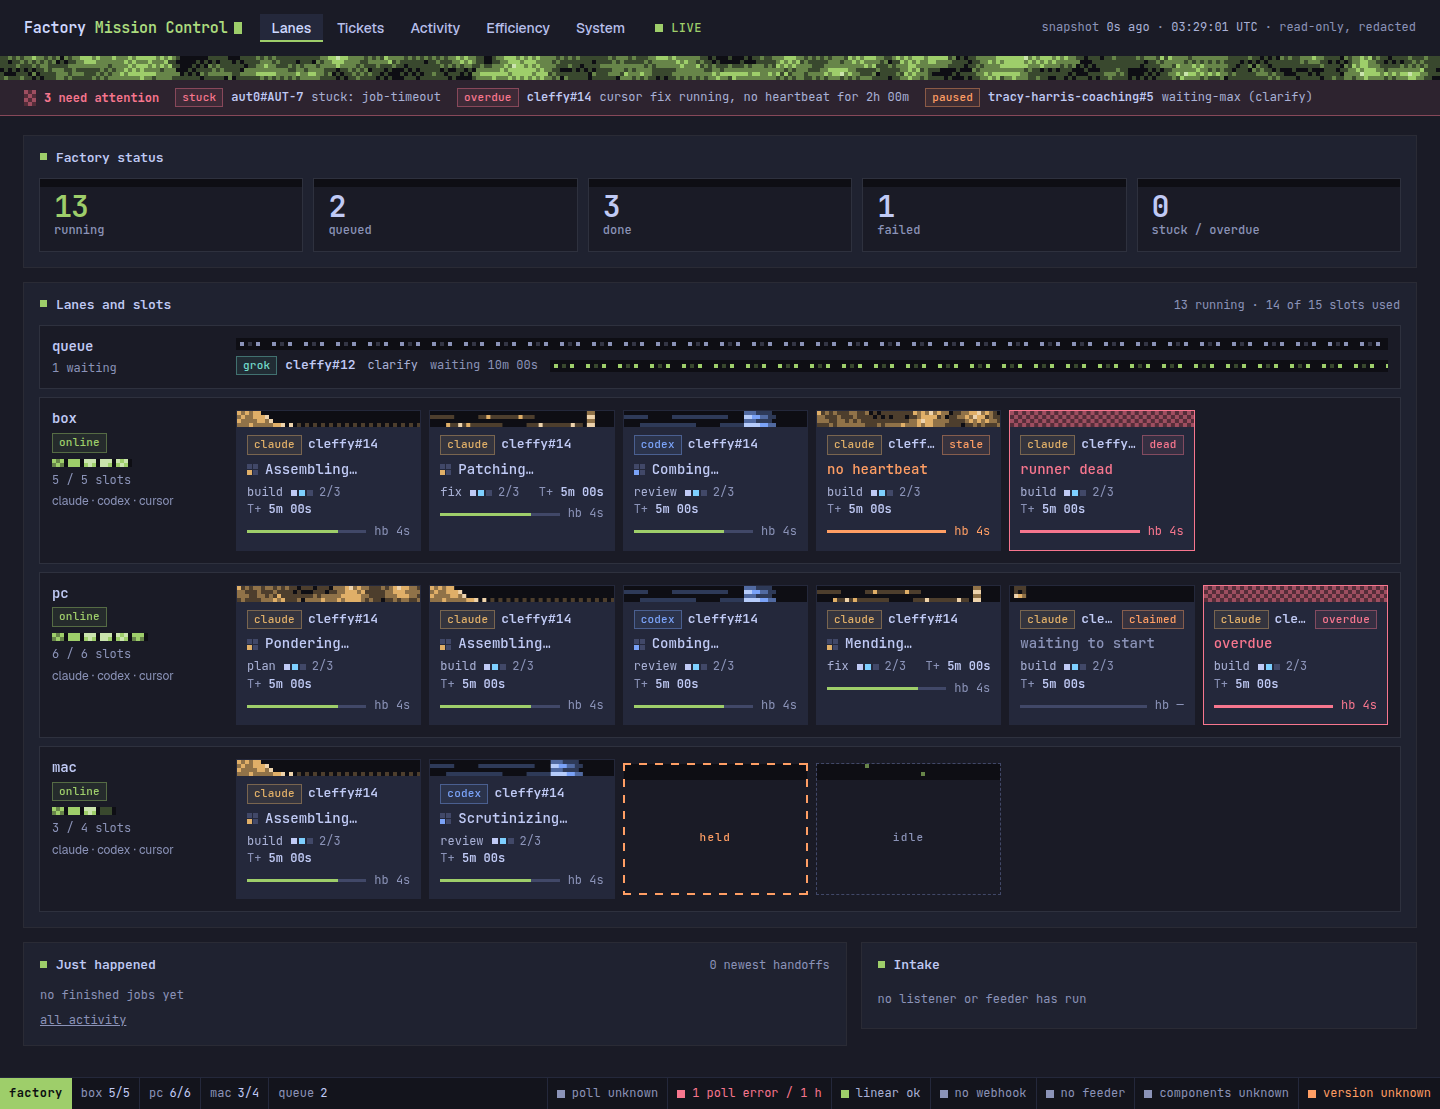 Factory Mission Control Lanes Tickets Activity Efficiency System LIVE snapshot 0s ago · 03:29:01 UTC · read-only, redacted
3 need attention stuck aut0#AUT-7 stuck: job-timeout overdue cleffy#14 cursor fix running, no heartbeat for 2h 00m paused tracy-harris-coaching#5 waiting-max (clarify)
Factory status
13 2 3 1 0
running queued done failed stuck / overdue
Lanes and slots 13 running · 14 of 15 slots used
queue
1 waiting
grok cleffy#12 clarify waiting 10m 00s
box
online
5 / 5 slots
claude · codex · cursor
claude cleffy#14
Assembling…
build 2/3
T+ 5m 00s
hb 4s
claude cleffy#14
Patching…
fix 2/3 T+ 5m 00s
hb 4s
codex cleffy#14
Combing…
review 2/3
T+ 5m 00s
hb 4s
claude cleff… stale
no heartbeat
build 2/3
T+ 5m 00s
hb 4s
claude cleffy… dead
runner dead
build 2/3
T+ 5m 00s
hb 4s
pc
online
6 / 6 slots
claude · codex · cursor
claude cleffy#14
Pondering…
plan 2/3
T+ 5m 00s
hb 4s
claude cleffy#14
Assembling…
build 2/3
T+ 5m 00s
hb 4s
codex cleffy#14
Combing…
review 2/3
T+ 5m 00s
hb 4s
claude cleffy#14
Mending…
fix 2/3 T+ 5m 00s
hb 4s
claude cle… claimed
waiting to start
build 2/3
T+ 5m 00s
hb —
claude cle… overdue
overdue
build 2/3
T+ 5m 00s
hb 4s
mac
online
3 / 4 slots
claude · codex · cursor
claude cleffy#14
Assembling…
build 2/3
T+ 5m 00s
hb 4s
codex cleffy#14
Scrutinizing…
review 2/3
T+ 5m 00s
hb 4s
held
idle
Just happened 0 newest handoffs
no finished jobs yet
all activity
Intake
no listener or feeder has run
factory box 5/5 pc 6/6 mac 3/4 queue 2 poll unknown 1 poll error / 1 h linear ok no webhook no feeder components unknown version unknown